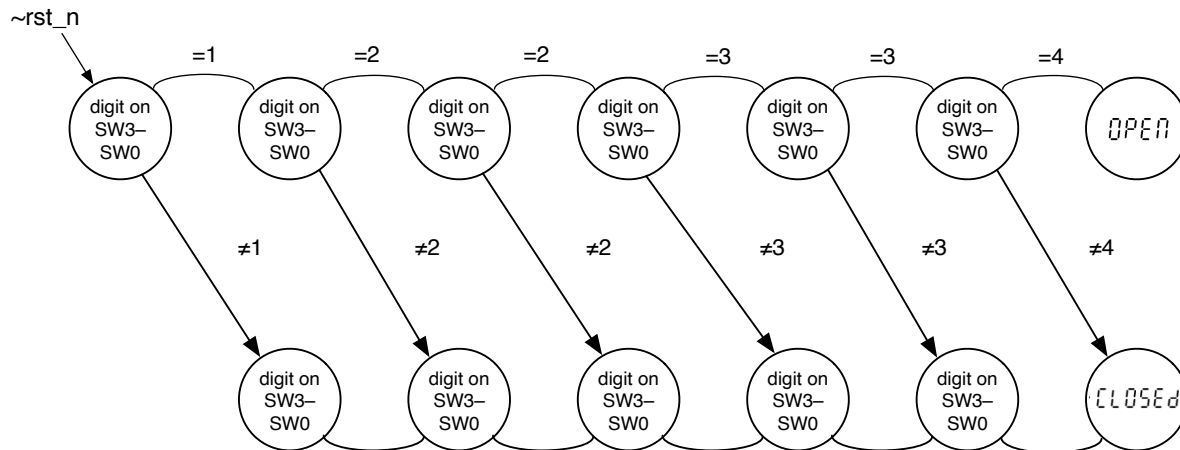 ~rst_n
=1
=2
=2
=3
=3
=4
digit on
SW3–
SW0
digit on
SW3–
SW0
digit on
SW3–
SW0
digit on
SW3–
SW0
digit on
SW3–
SW0
digit on
SW3–
SW0
OPEN
≠1
≠2
≠2
≠3
≠3
≠4
digit on
SW3–
SW0
digit on
SW3–
SW0
digit on
SW3–
SW0
digit on
SW3–
SW0
digit on
SW3–
SW0
CLOSEd